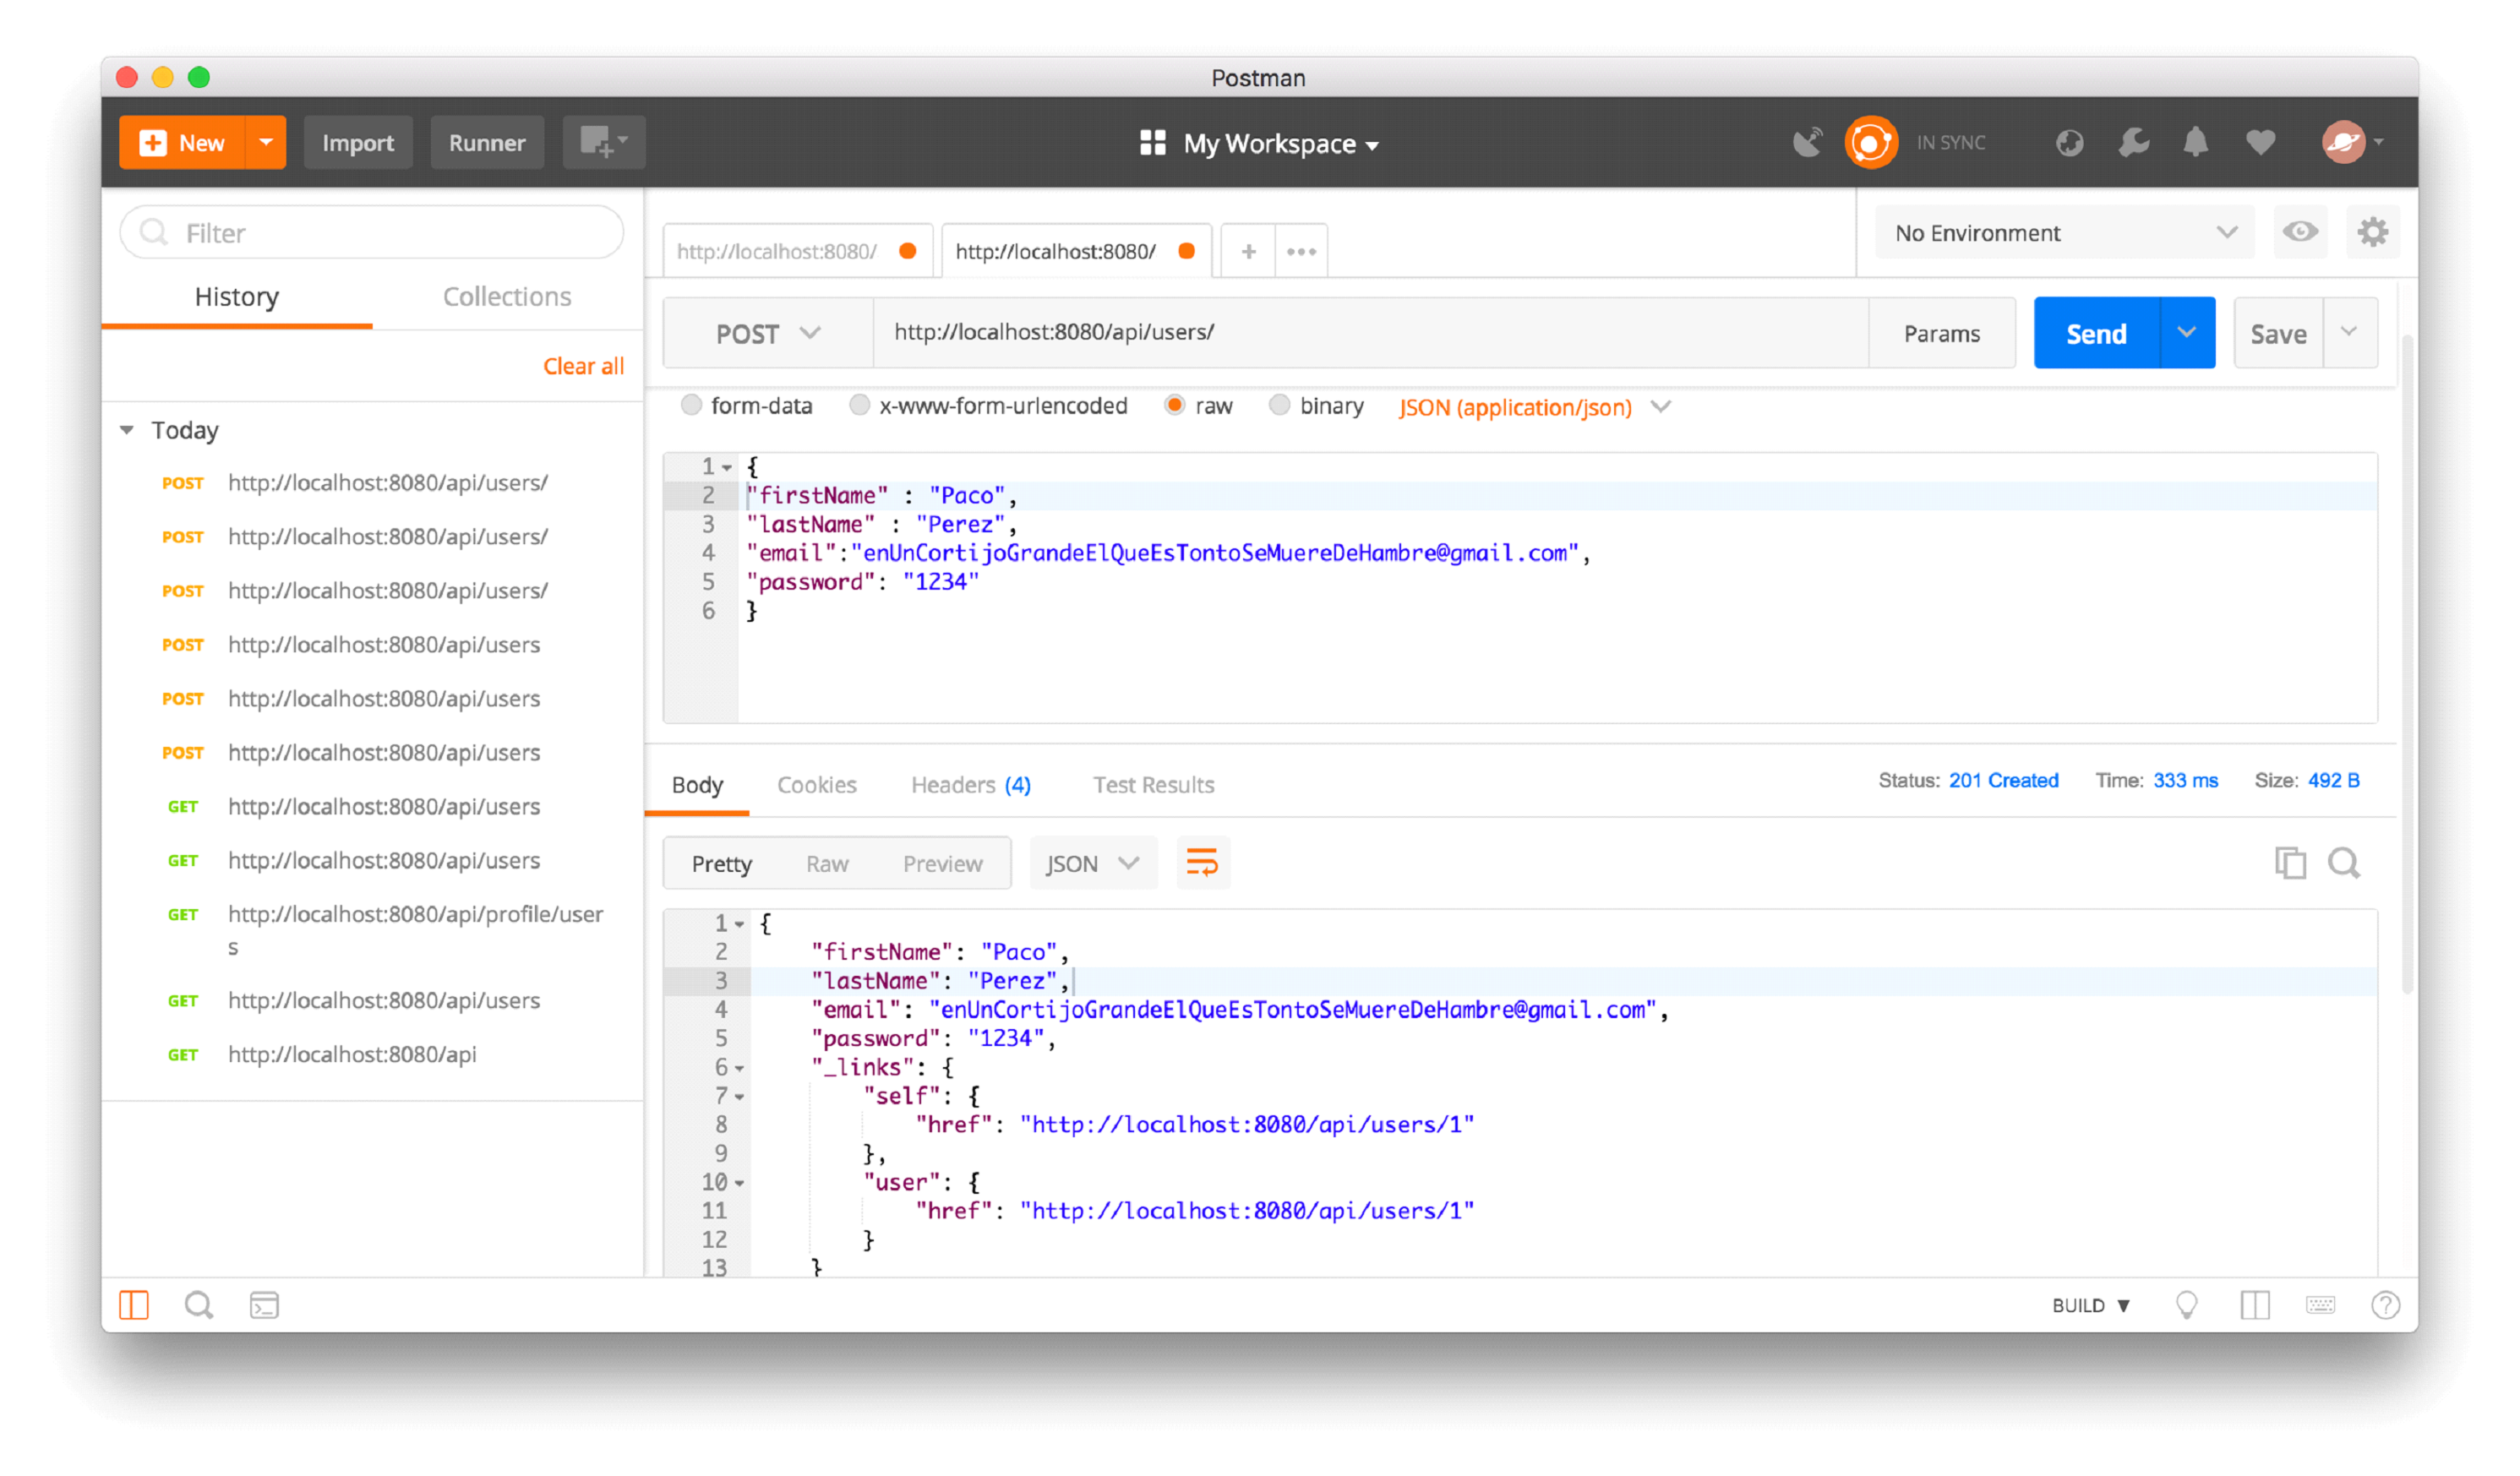 Postman
New Import Runner My Workspace IN SYNC
Filter
History Collections
Clear all
Today
POST http://localhost:8080/api/users/
POST http://localhost:8080/api/users/
POST http://localhost:8080/api/users/
POST http://localhost:8080/api/users
POST http://localhost:8080/api/users
POST http://localhost:8080/api/users
GET http://localhost:8080/api/users
GET http://localhost:8080/api/users
GET http://localhost:8080/api/profile/user
s
GET http://localhost:8080/api/users
GET http://localhost:8080/api
http://localhost:8080/ http://localhost:8080/ + ••• No Environment
POST http://localhost:8080/api/users/ Params Send Save
form-data x-www-form-urlencoded raw binary JSON (application/json)
1 {
2 "firstName" : "Paco",
3 "lastName" : "Perez",
4 "email":"enUnCortijoGrandeElQueEsTontoSeMuereDeHambre@gmail.com",
5 "password": "1234"
6 }
Body Cookies Headers (4) Test Results Status: 201 Created Time: 333 ms Size: 492 B
Pretty Raw Preview JSON
1 {
2 "firstName": "Paco",
3 "lastName": "Perez",
4 "email": "enUnCortijoGrandeElQueEsTontoSeMuereDeHambre@gmail.com",
5 "password": "1234",
6 "_links": {
7 "self": {
8 "href": "http://localhost:8080/api/users/1"
9 },
10 "user": {
11 "href": "http://localhost:8080/api/users/1"
12 }
13 }
BUILD